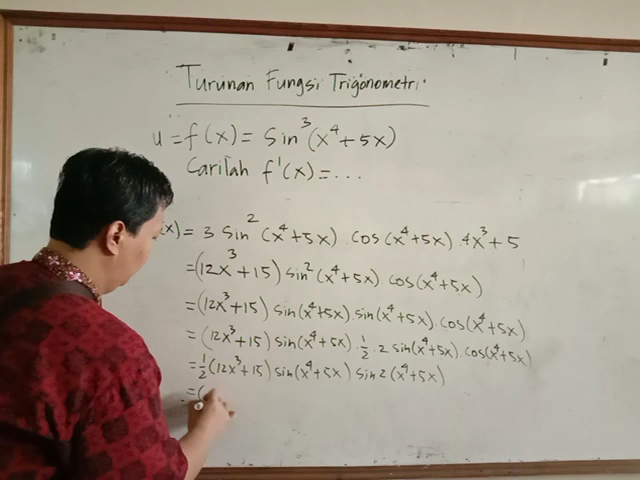 Turunan Fungsi Trigonometri.
u = f(x) = sin³(x⁴+5x)
Carilah f'(x) = ...
x) = 3 sin² (x⁴+5x) cos(x⁴+5x) 4x³+5
= (12x³+15) sin²(x⁴+5x) cos(x⁴+5x)
= (12x³+15) sin(x⁴+5x) sin(x⁴+5x) cos(x⁴+5x)
= (12x³+15) sin(x⁴+5x) · ½ · 2 sin(x⁴+5x) cos(x⁴+5x)
= ½(12x³+15) sin(x⁴+5x) sin 2(x⁴+5x)
= (